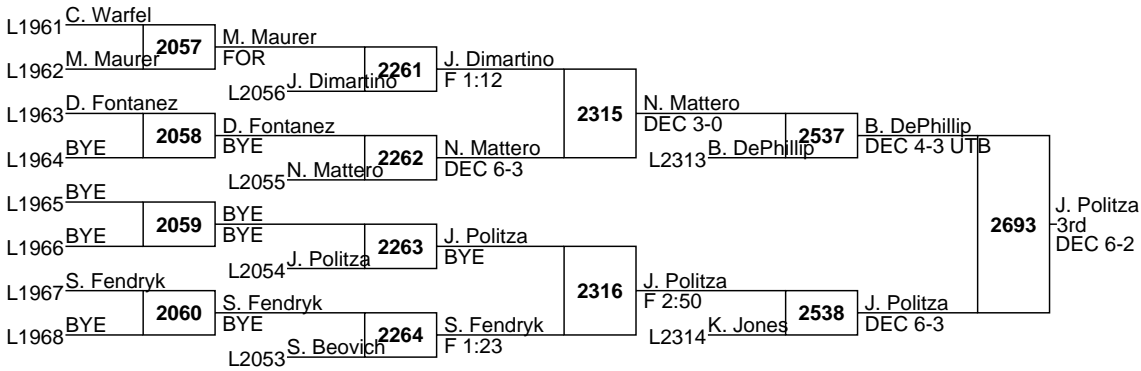 L1961 C. Warfel
2057
L1962 M. Maurer
M. Maurer
FOR
L2056 J. Dimartino
2261
J. Dimartino
F 1:12
L1963 D. Fontanez
2058
L1964 BYE
D. Fontanez
BYE
L2055 N. Mattero
2262
N. Mattero
DEC 6-3
2315
N. Mattero
DEC 3-0
L2313 B. DePhillip
2537
B. DePhillip
DEC 4-3 UTB
L1965 BYE
2059
L1966 BYE
BYE
BYE
L2054 J. Politza
2263
J. Politza
BYE
L1967 S. Fendryk
2060
L1968 BYE
S. Fendryk
BYE
L2053 S. Beovich
2264
S. Fendryk
F 1:23
2316
J. Politza
F 2:50
L2314 K. Jones
2538
J. Politza
DEC 6-3
2693
J. Politza
3rd
DEC 6-2